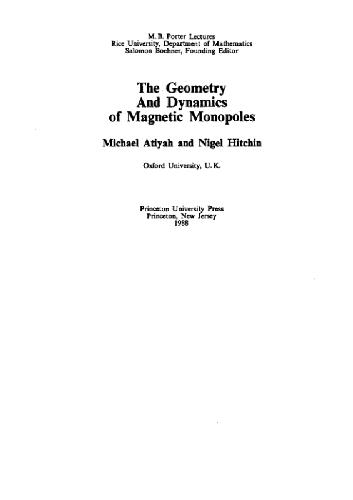 M. B. Porter Lectures
Rice University, Department of Mathematics
Salomon Bochner, Founding Editor
The Geometry
And Dynamics
of Magnetic Monopoles
Michael Atiyah and Nigel Hitchin
Oxford University, U.K.
Princeton University Press
Princeton, New Jersey
1988